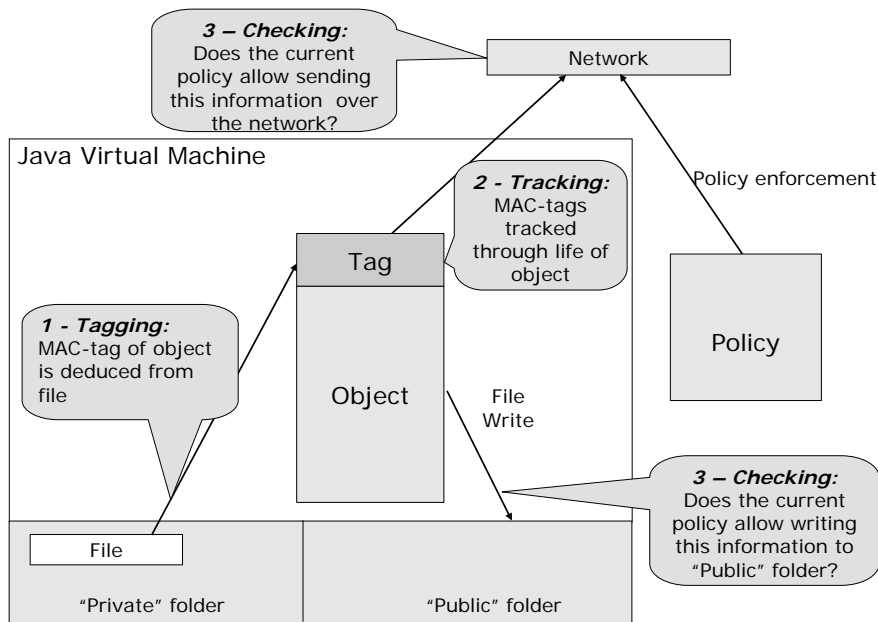 3 – Checking:
Does the current
policy allow sending
this information over
the network?
Network
Java Virtual Machine
2 - Tracking:
MAC-tags
tracked
through life of
object
Policy enforcement
Tag
1 - Tagging:
MAC-tag of object
is deduced from
file
Object
Policy
File
Write
3 – Checking:
Does the current
policy allow writing
this information to
“Public” folder?
File
“Private” folder
“Public” folder